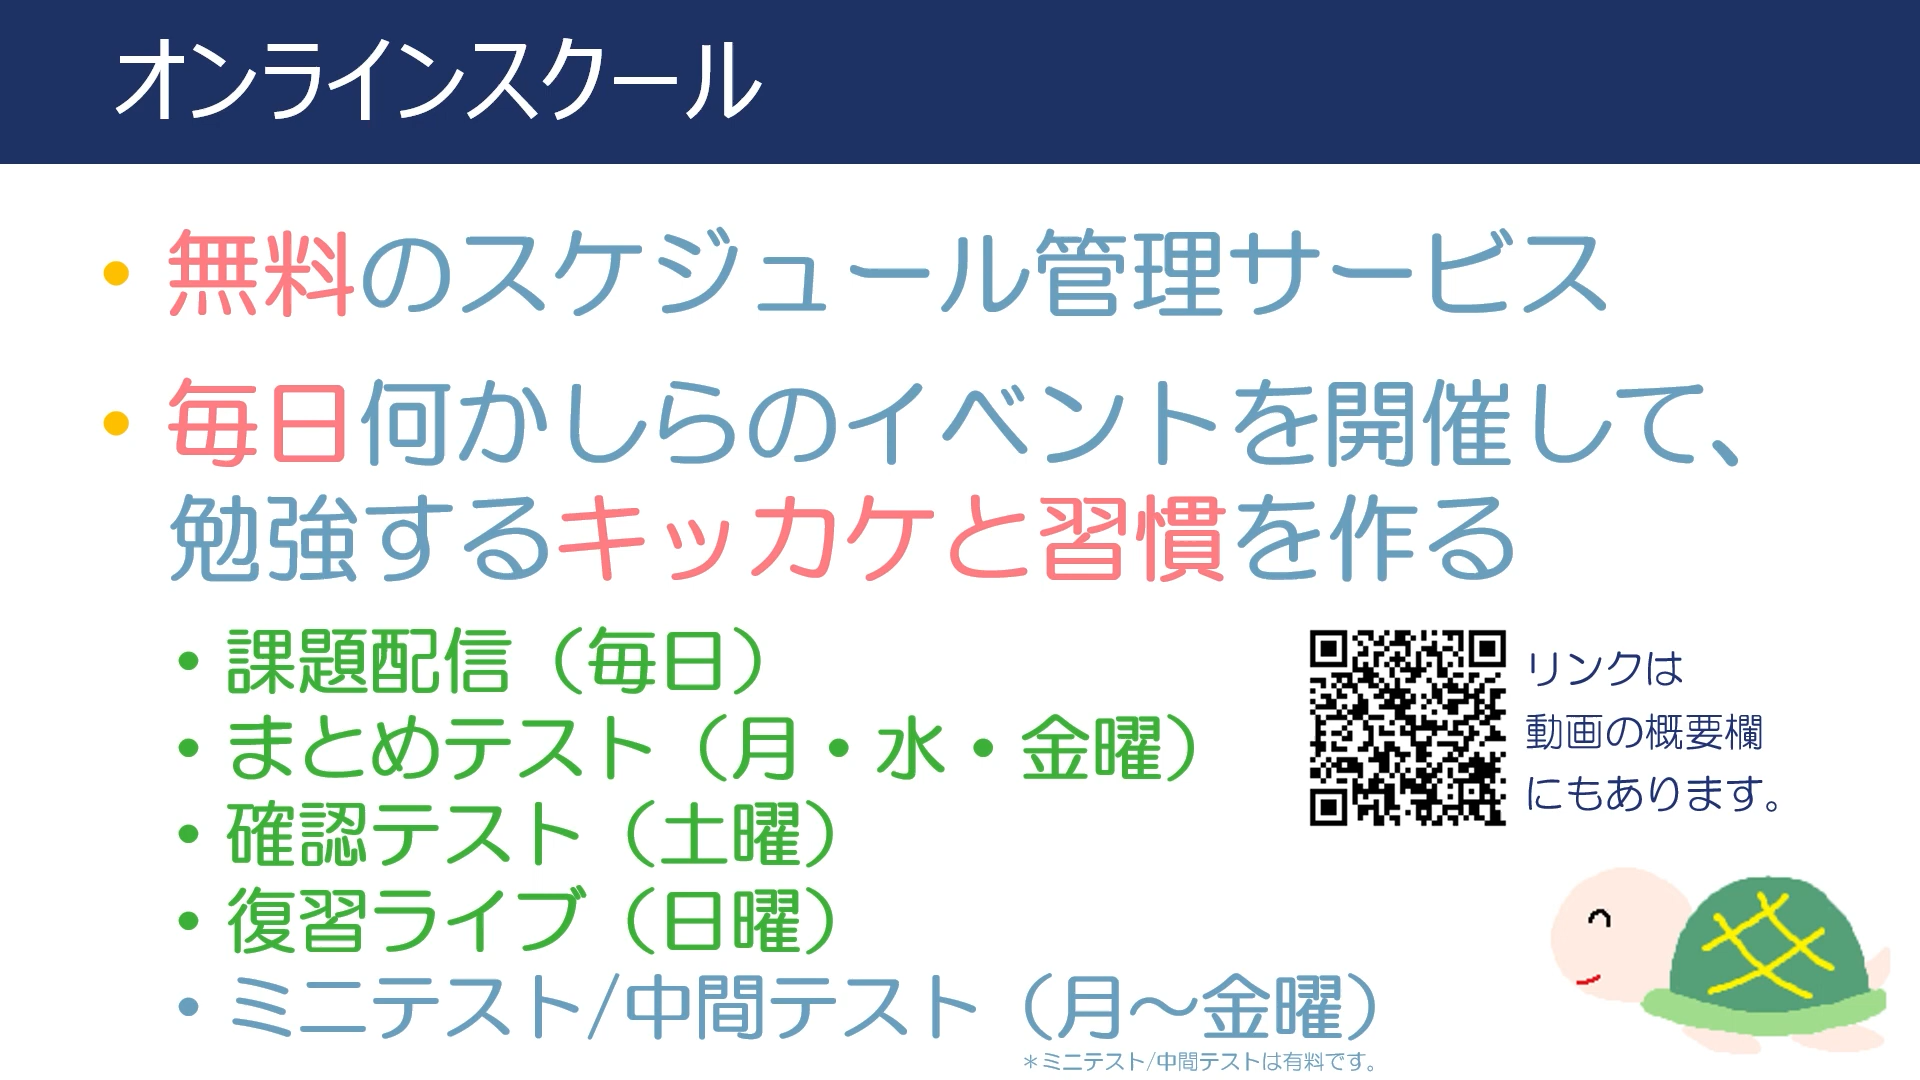 オンラインスクール
• 無料のスケジュール管理サービス
• 毎日何かしらのイベントを開催して、
勉強するキッカケと習慣を作る
• 課題配信（毎日）
• まとめテスト（月・水・金曜）
• 確認テスト（土曜）
• 復習ライブ（日曜）
• ミニテスト/中間テスト（月～金曜）
＊ミニテスト/中間テストは有料です。
リンクは
動画の概要欄
にもあります。